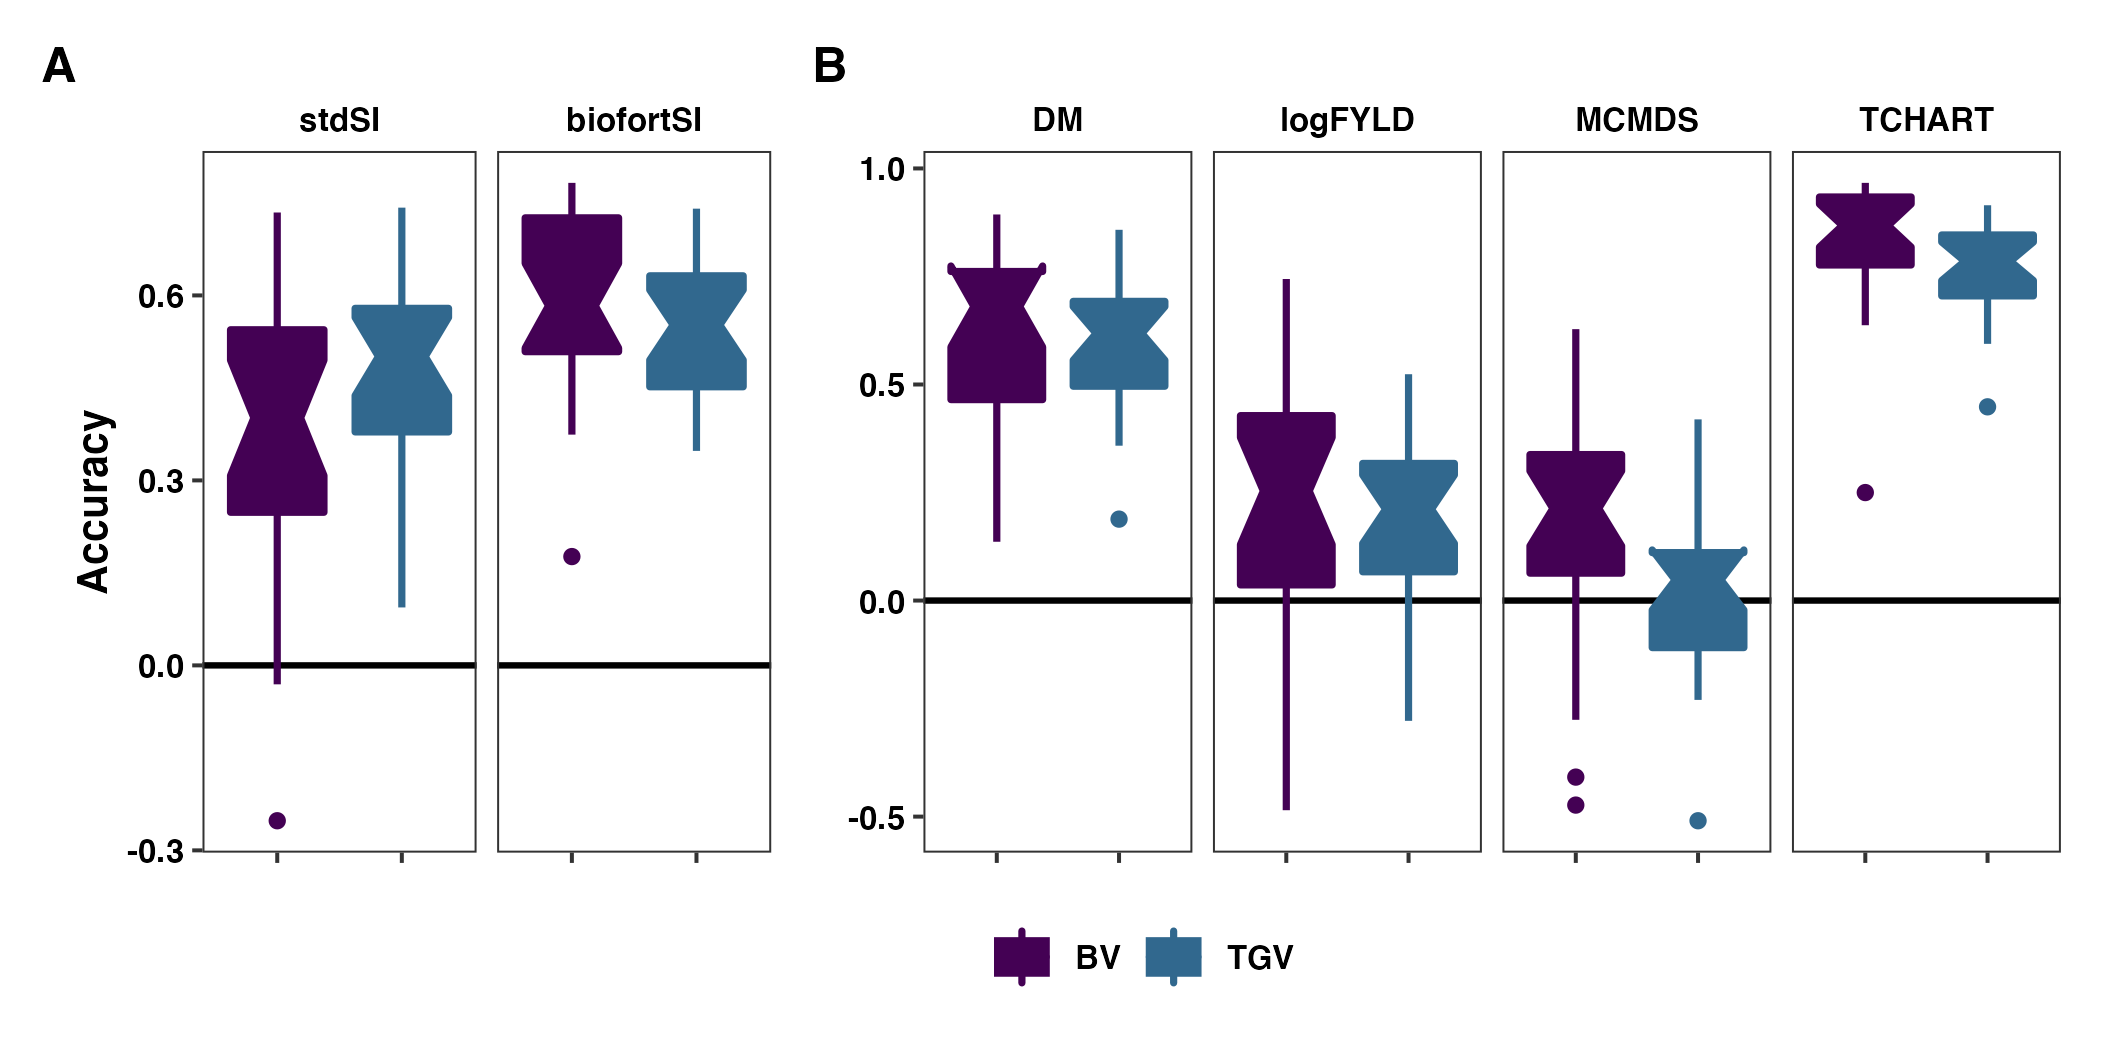 A
B
stdSI
biofortSI
DM
logFYLD
MCMDS
TCHART
Accuracy
0.6
0.3
0.0
-0.3
1.0
0.5
0.0
-0.5
BV
TGV